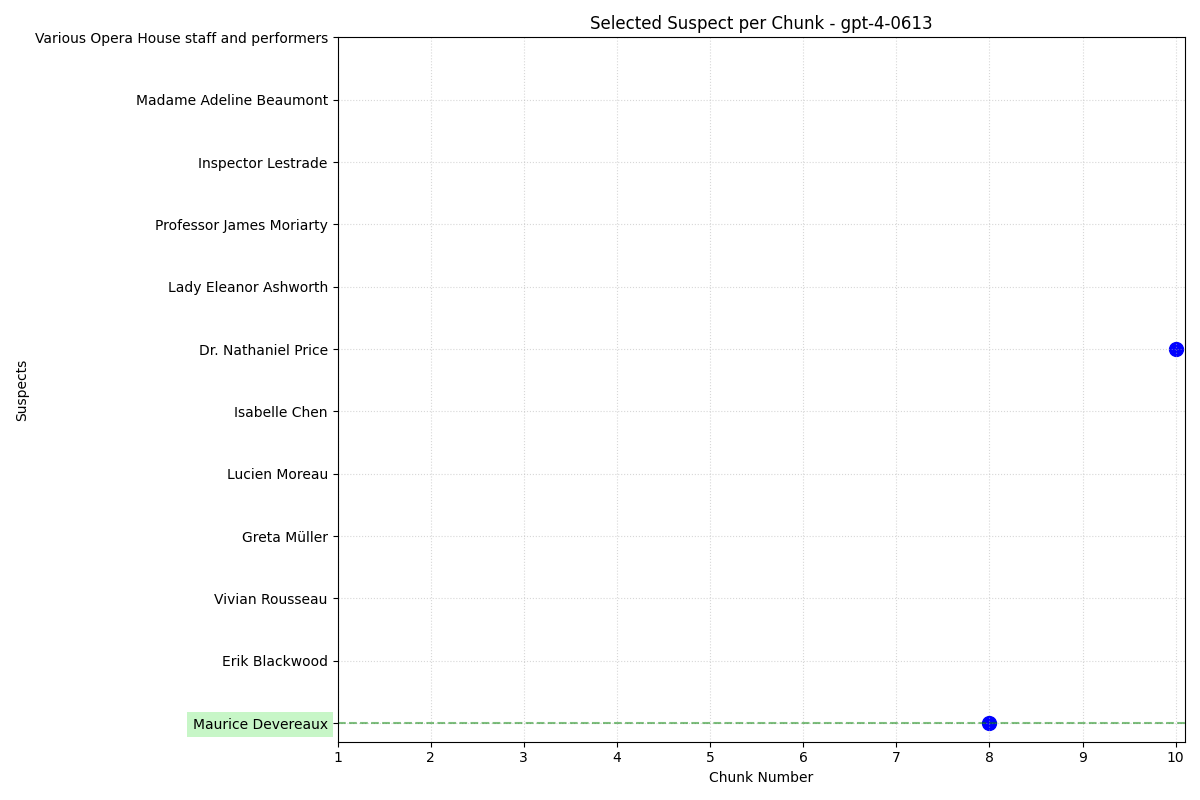 Selected Suspect per Chunk - gpt-4-0613
Various Opera House staff and performers
Madame Adeline Beaumont
Inspector Lestrade
Professor James Moriarty
Lady Eleanor Ashworth
Dr. Nathaniel Price
Isabelle Chen
Lucien Moreau
Greta Müller
Vivian Rousseau
Erik Blackwood
Maurice Devereaux
Suspects
1 2 3 4 5 6 7 8 9 10
Chunk Number